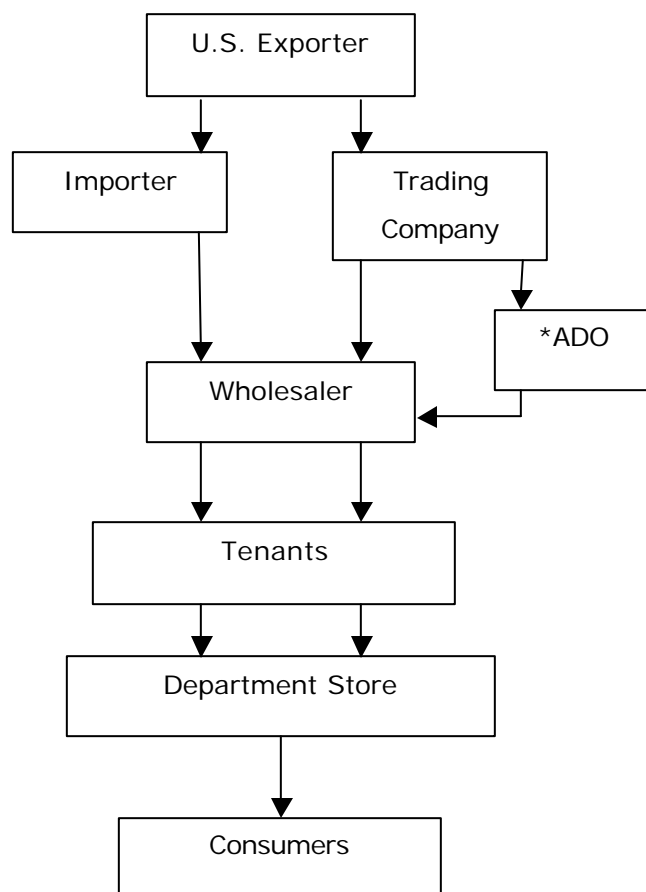 U.S. Exporter
Importer
Trading
Company
*ADO
Wholesaler
Tenants
Department Store
Consumers